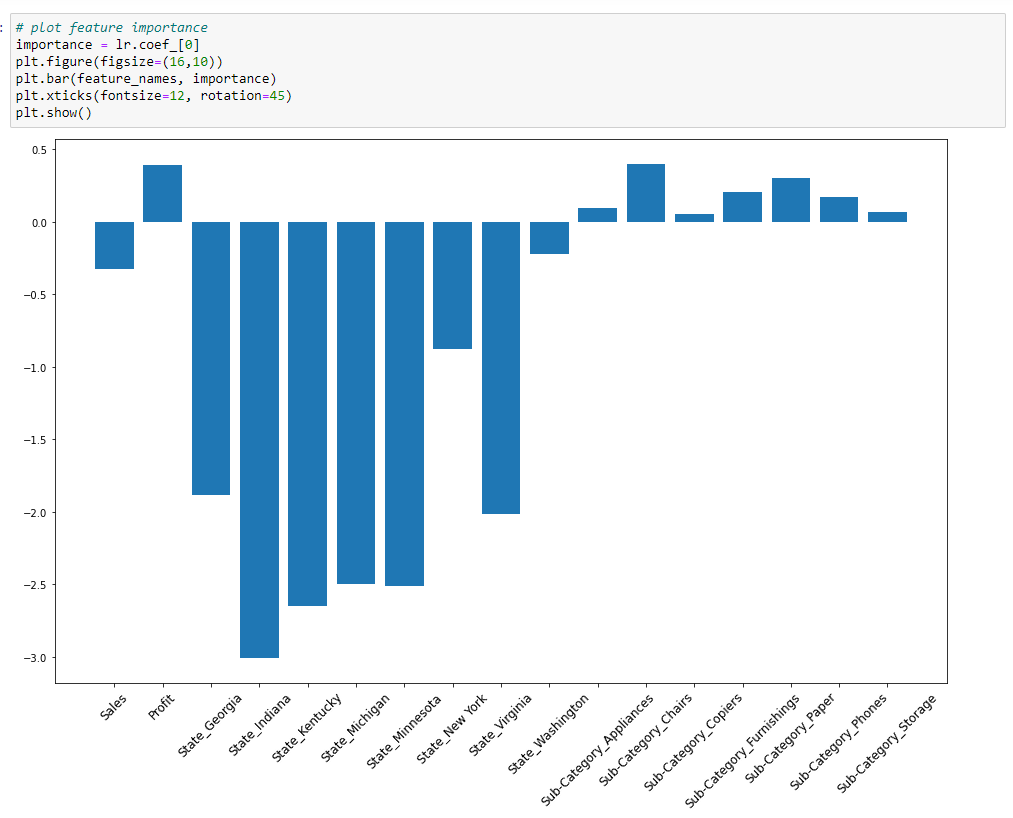 :
# plot feature importance
importance = lr.coef_[0]
plt.figure(figsize=(16,10))
plt.bar(feature_names, importance)
plt.xticks(fontsize=12, rotation=45)
plt.show()
0.5
0.0
−0.5
−1.0
−1.5
−2.0
−2.5
−3.0
Sales
Profit
State_Georgia
State_Indiana
State_Kentucky
State_Michigan
State_Minnesota
State_New York
State_Virginia
State_Washington
Sub-Category_Appliances
Sub-Category_Chairs
Sub-Category_Copiers
Sub-Category_Furnishings
Sub-Category_Paper
Sub-Category_Phones
Sub-Category_Storage